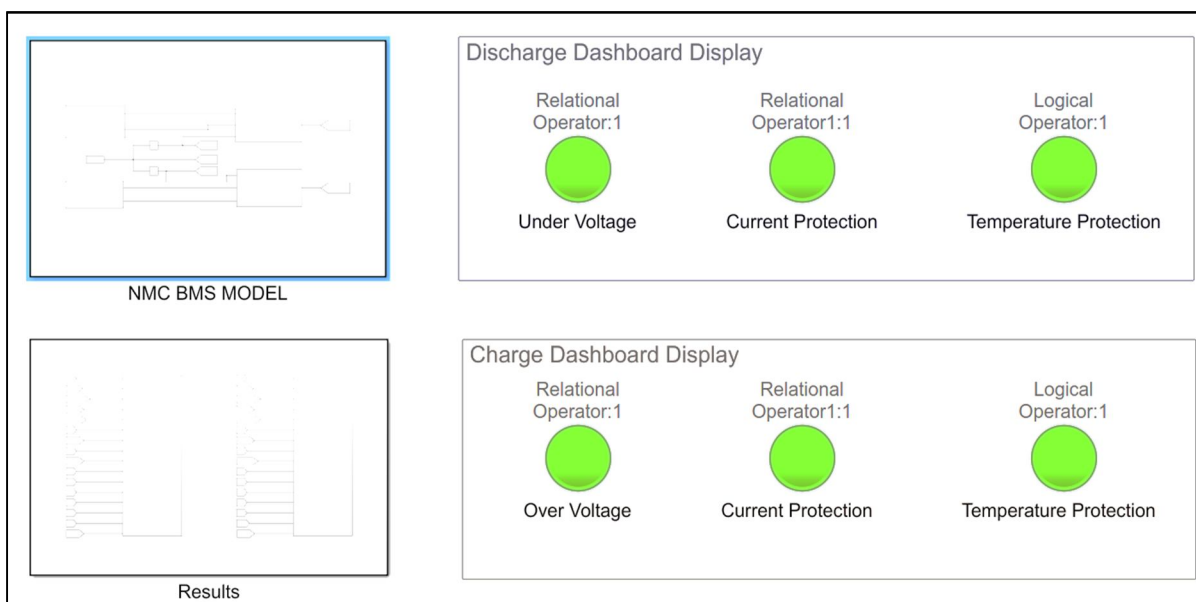 Discharge Dashboard Display
Relational
Operator:1
Under Voltage
Relational
Operator1:1
Current Protection
Logical
Operator:1
Temperature Protection
NMC BMS MODEL
Charge Dashboard Display
Relational
Operator:1
Over Voltage
Relational
Operator1:1
Current Protection
Logical
Operator:1
Temperature Protection
Results